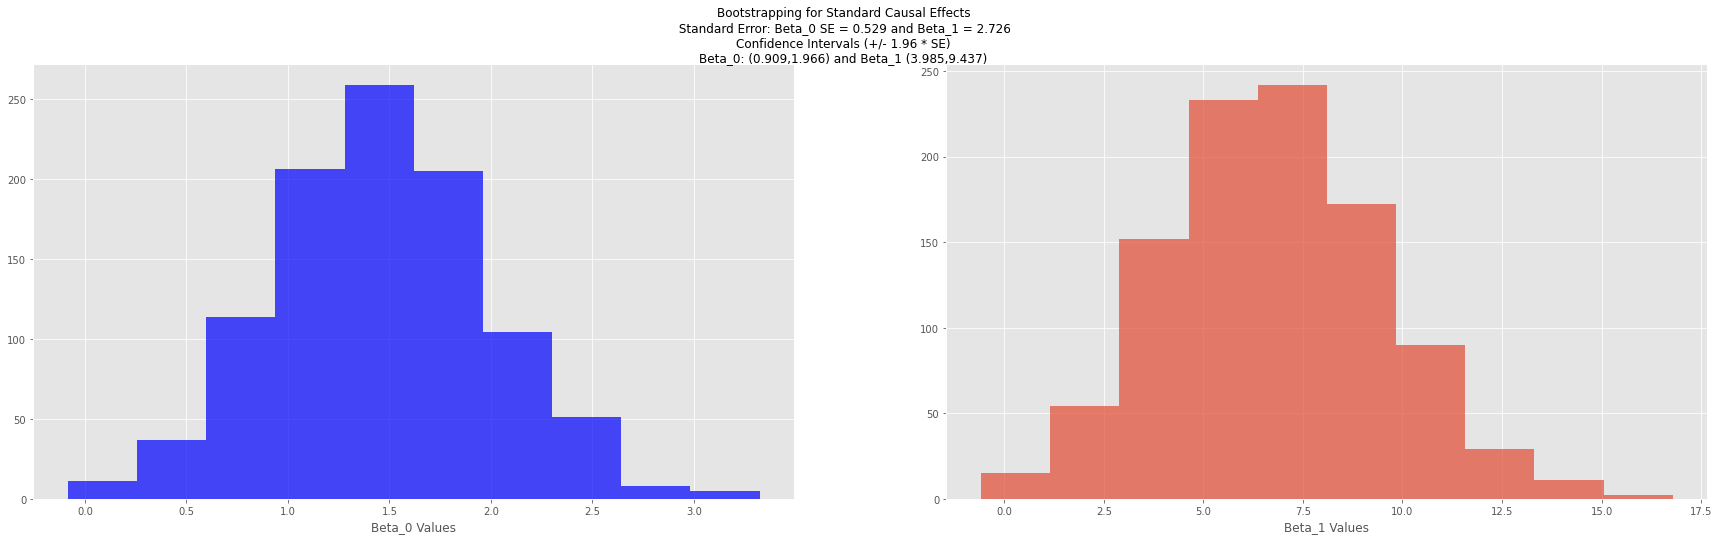 Bootstrapping for Standard Causal Effects
Standard Error: Beta_0 SE = 0.529 and Beta_1 = 2.726
Confidence Intervals (+/- 1.96 * SE)
Beta_0: (0.909,1.966) and Beta_1 (3.985,9.437)
250
200
150
100
50
0
0.0 0.5 1.0 1.5 2.0 2.5 3.0
Beta_0 Values
250
200
150
100
50
0
0.0 2.5 5.0 7.5 10.0 12.5 15.0 17.5
Beta_1 Values